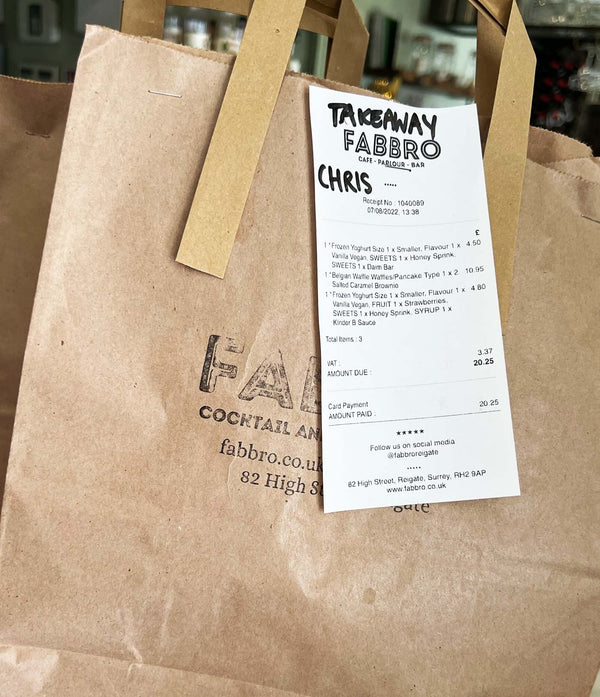 TAKEAWAY
FABBRO
CAFE - PARLOUR - BAR
CHRIS
Receipt No : 1040089
07/08/2022, 13:38
£
1 * Frozen Yoghurt Size 1 x Smaller, Flavour 1 x 4.50
Vanilla Vegan, SWEETS 1 x Honey Sprink,
SWEETS 1 x Daim Bar
1 * Belgian Waffle Waffles/Pancake Type 1 x 2 10.95
Salted Caramel Brownio
1 * Frozen Yoghurt Size 1 x Smaller, Flavour 1 x 4.80
Vanilla Vegan, FRUIT 1 x Strawberries,
SWEETS 1 x Honey Sprink, SYRUP 1 x
Kinder B Sauce
Total Items : 3
VAT : 3.37
AMOUNT DUE : 20.25
Card Payment 20.25
AMOUNT PAID :
★★★★★
Follow us on social media
@fabbroreigate
82 High Street, Reigate, Surrey, RH2 9AP
www.fabbro.co.uk
FAB
COCKTAIL AN
fabbro.co.uk
82 High St
gate